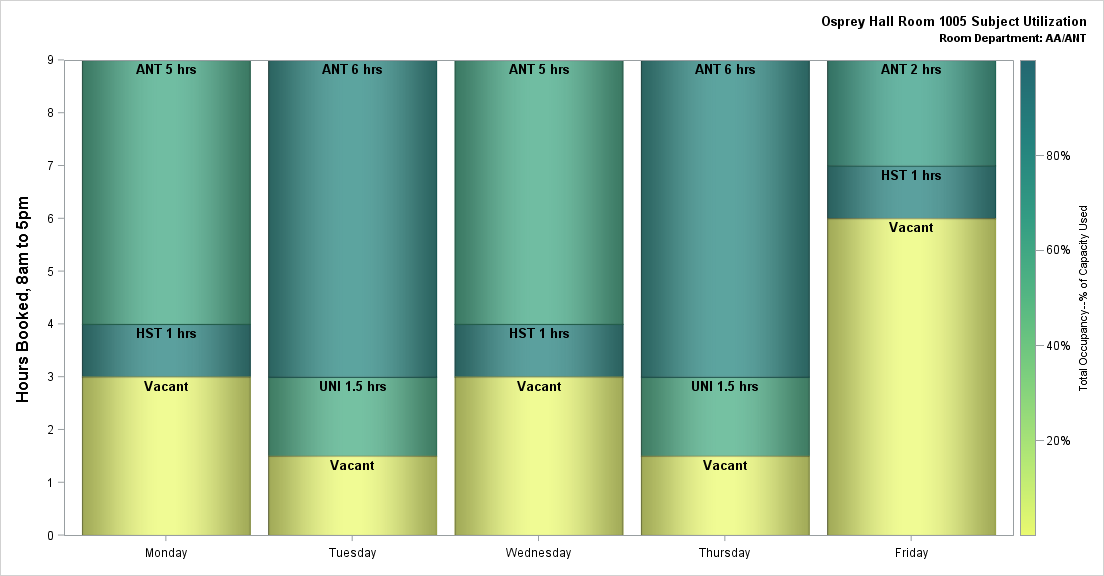 Osprey Hall Room 1005 Subject Utilization
Room Department: AA/ANT
Hours Booked, 8am to 5pm
9
8
7
6
5
4
3
2
1
0
ANT 5 hrs
HST 1 hrs
Vacant
ANT 6 hrs
UNI 1.5 hrs
Vacant
ANT 5 hrs
HST 1 hrs
Vacant
ANT 6 hrs
UNI 1.5 hrs
Vacant
ANT 2 hrs
HST 1 hrs
Vacant
Monday
Tuesday
Wednesday
Thursday
Friday
80%
60%
40%
20%
Total Occupancy--% of Capacity Used